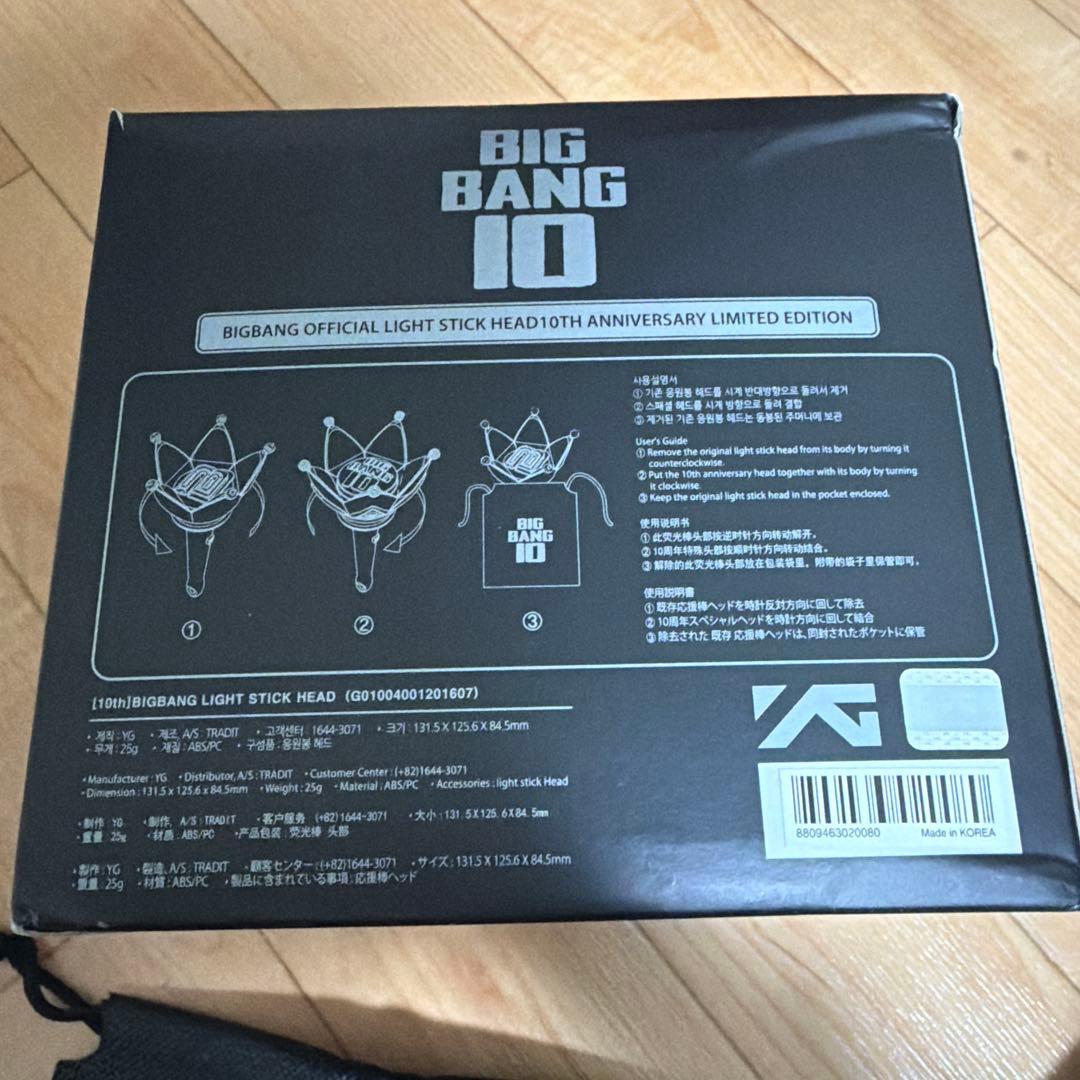 BIG
BANG
10
BIGBANG OFFICIAL LIGHT STICK HEAD10TH ANNIVERSARY LIMITED EDITION
사용설명서
① 기존 응원봉 헤드를 시계 반대방향으로 돌려서 제거
② 스패셜 헤드를 시계 방향으로 돌려 결합
③ 제거된 기존 응원봉 헤드는 동봉된 주머니에 보관
User's Guide
① Remove the original light stick head from its body by turning it
counterclockwise.
② Put the 10th anniversary head together with its body by turning
it clockwise.
③ Keep the original light stick head in the pocket enclosed.
使用说明书
① 此荧光棒头部按逆时针方向转动解开。
② 10周年特殊头部按顺时针方向转动结合。
③ 解除的此荧光棒头部放在包装袋里。附带的袋子里保管即可。
使用説明書
① 既存応援棒ヘッドを時計反対方向に回して除去
② 10周年スペシャルヘッドを時計方向に回して結合
③ 除去された 既存 応援棒ヘッドは、同封されたポケットに保管
BIG
BANG
10
①
②
③
[10th]BIGBANG LIGHT STICK HEAD (G01004001201607)
• 제작 : YG • 제조, A/S : TRADIT • 고객센터 : 1644-3071 • 크기 : 131.5 X 125.6 X 84.5mm
• 무게 : 25g • 재질 : ABS/PC • 구성품 : 응원봉 헤드
• Manufacturer : YG • Distributor, A/S : TRADIT • Customer Center : (+82)1644-3071
• Dimension : 131.5 x 125.6 x 84.5mm • Weight : 25g • Material : ABS/PC • Accessories : light stick Head
• 制作 : YG • 制作, A/S : TRADIT • 客户服务 : (+82)1644-3071 • 大小 : 131.5X125.6X84.5mm
• 重量 : 25g • 材质 : ABS/PC • 产品包装 : 荧光棒 头部
• 製作 : YG • 製造, A/S : TRADIT • 顧客センター : (+82)1644-3071 • サイズ : 131.5 X 125.6 X 84.5mm
• 重量 : 25g • 材質 : ABS/PC • 製品に含まれている事項 : 応援棒ヘッド
YG
8809463020080 Made in KOREA